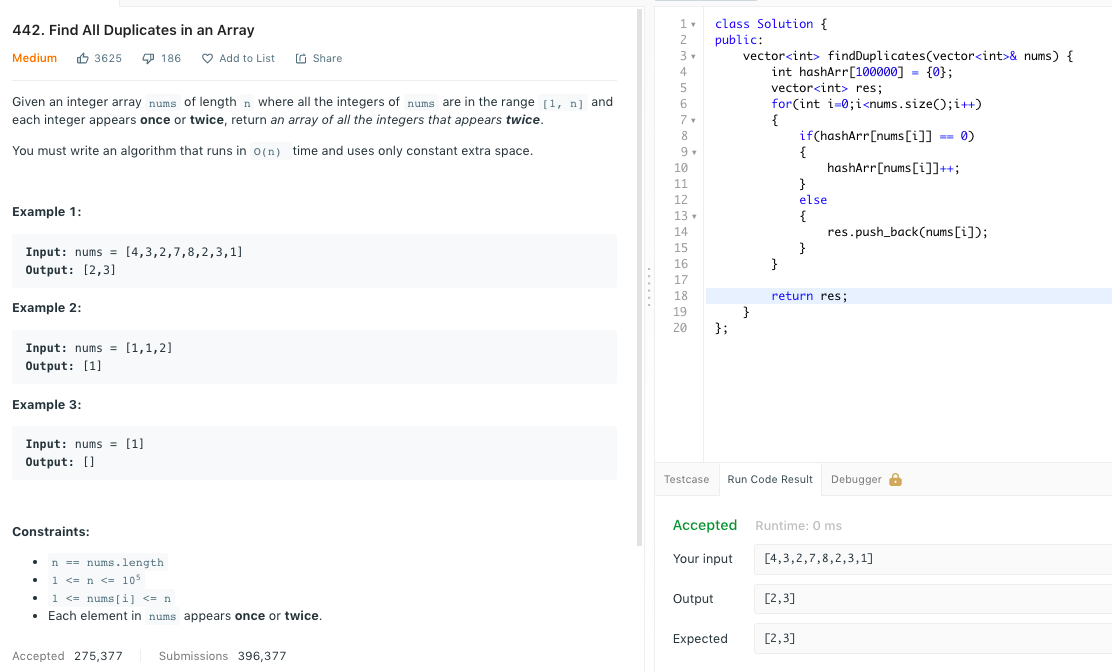 442. Find All Duplicates in an Array
Medium 3625 186 Add to List Share
Given an integer array nums of length n where all the integers of nums are in the range [1, n] and
each integer appears once or twice, return an array of all the integers that appears twice.
You must write an algorithm that runs in O(n) time and uses only constant extra space.
Example 1:
Input: nums = [4,3,2,7,8,2,3,1]
Output: [2,3]
Example 2:
Input: nums = [1,1,2]
Output: [1]
Example 3:
Input: nums = [1]
Output: []
Constraints:
• n == nums.length
• 1 <= n <= 10⁵
• 1 <= nums[i] <= n
• Each element in nums appears once or twice.
Accepted 275,377 Submissions 396,377
1 class Solution {
2 public:
3     vector<int> findDuplicates(vector<int>& nums) {
4         int hashArr[100000] = {0};
5         vector<int> res;
6         for(int i=0;i<nums.size();i++)
7         {
8             if(hashArr[nums[i]] == 0)
9             {
10                 hashArr[nums[i]]++;
11             }
12             else
13             {
14                 res.push_back(nums[i]);
15             }
16         }
17
18         return res;
19     }
20 };
Testcase Run Code Result Debugger
Accepted Runtime: 0 ms
Your input [4,3,2,7,8,2,3,1]
Output [2,3]
Expected [2,3]